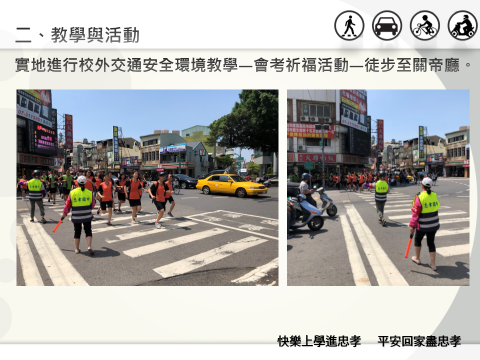 二、教學與活動
實地進行校外交通安全環境教學—會考祈福活動—徒步至關帝廳。
快樂上學進忠孝 平安回家盡忠孝